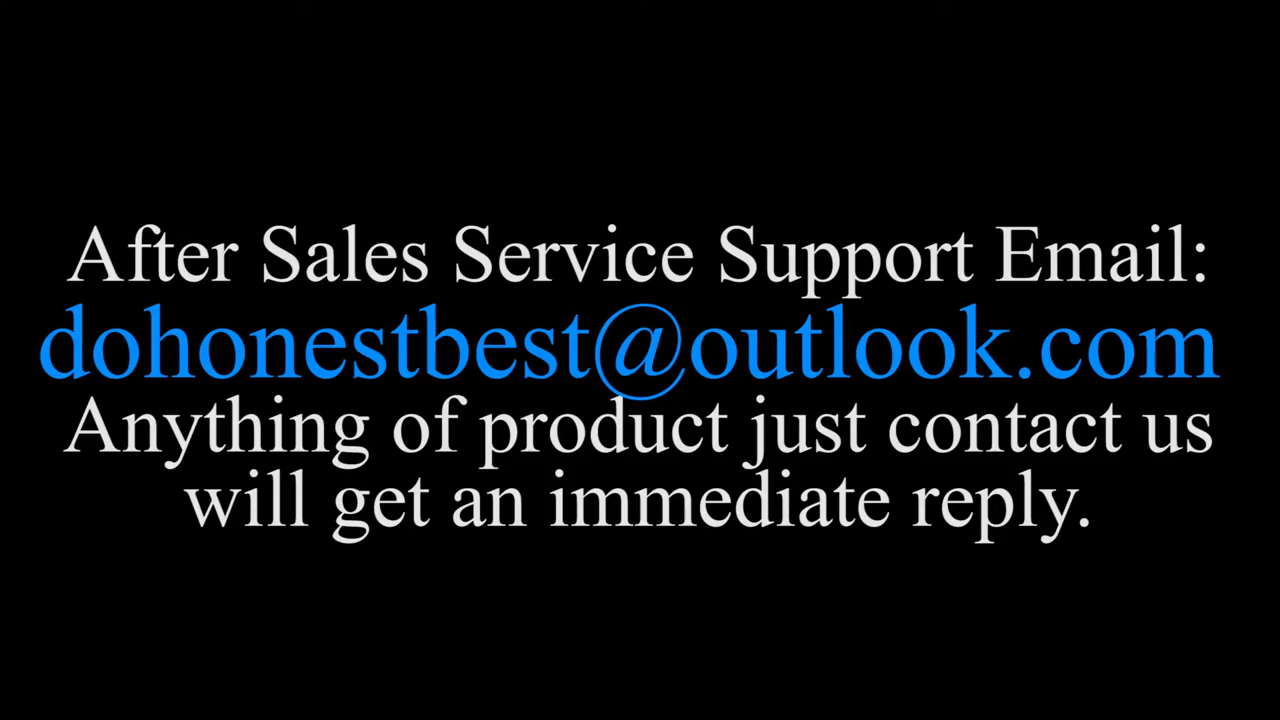 After Sales Service Support Email:
dohonestbest@outlook.com
Anything of product just contact us
will get an immediate reply.